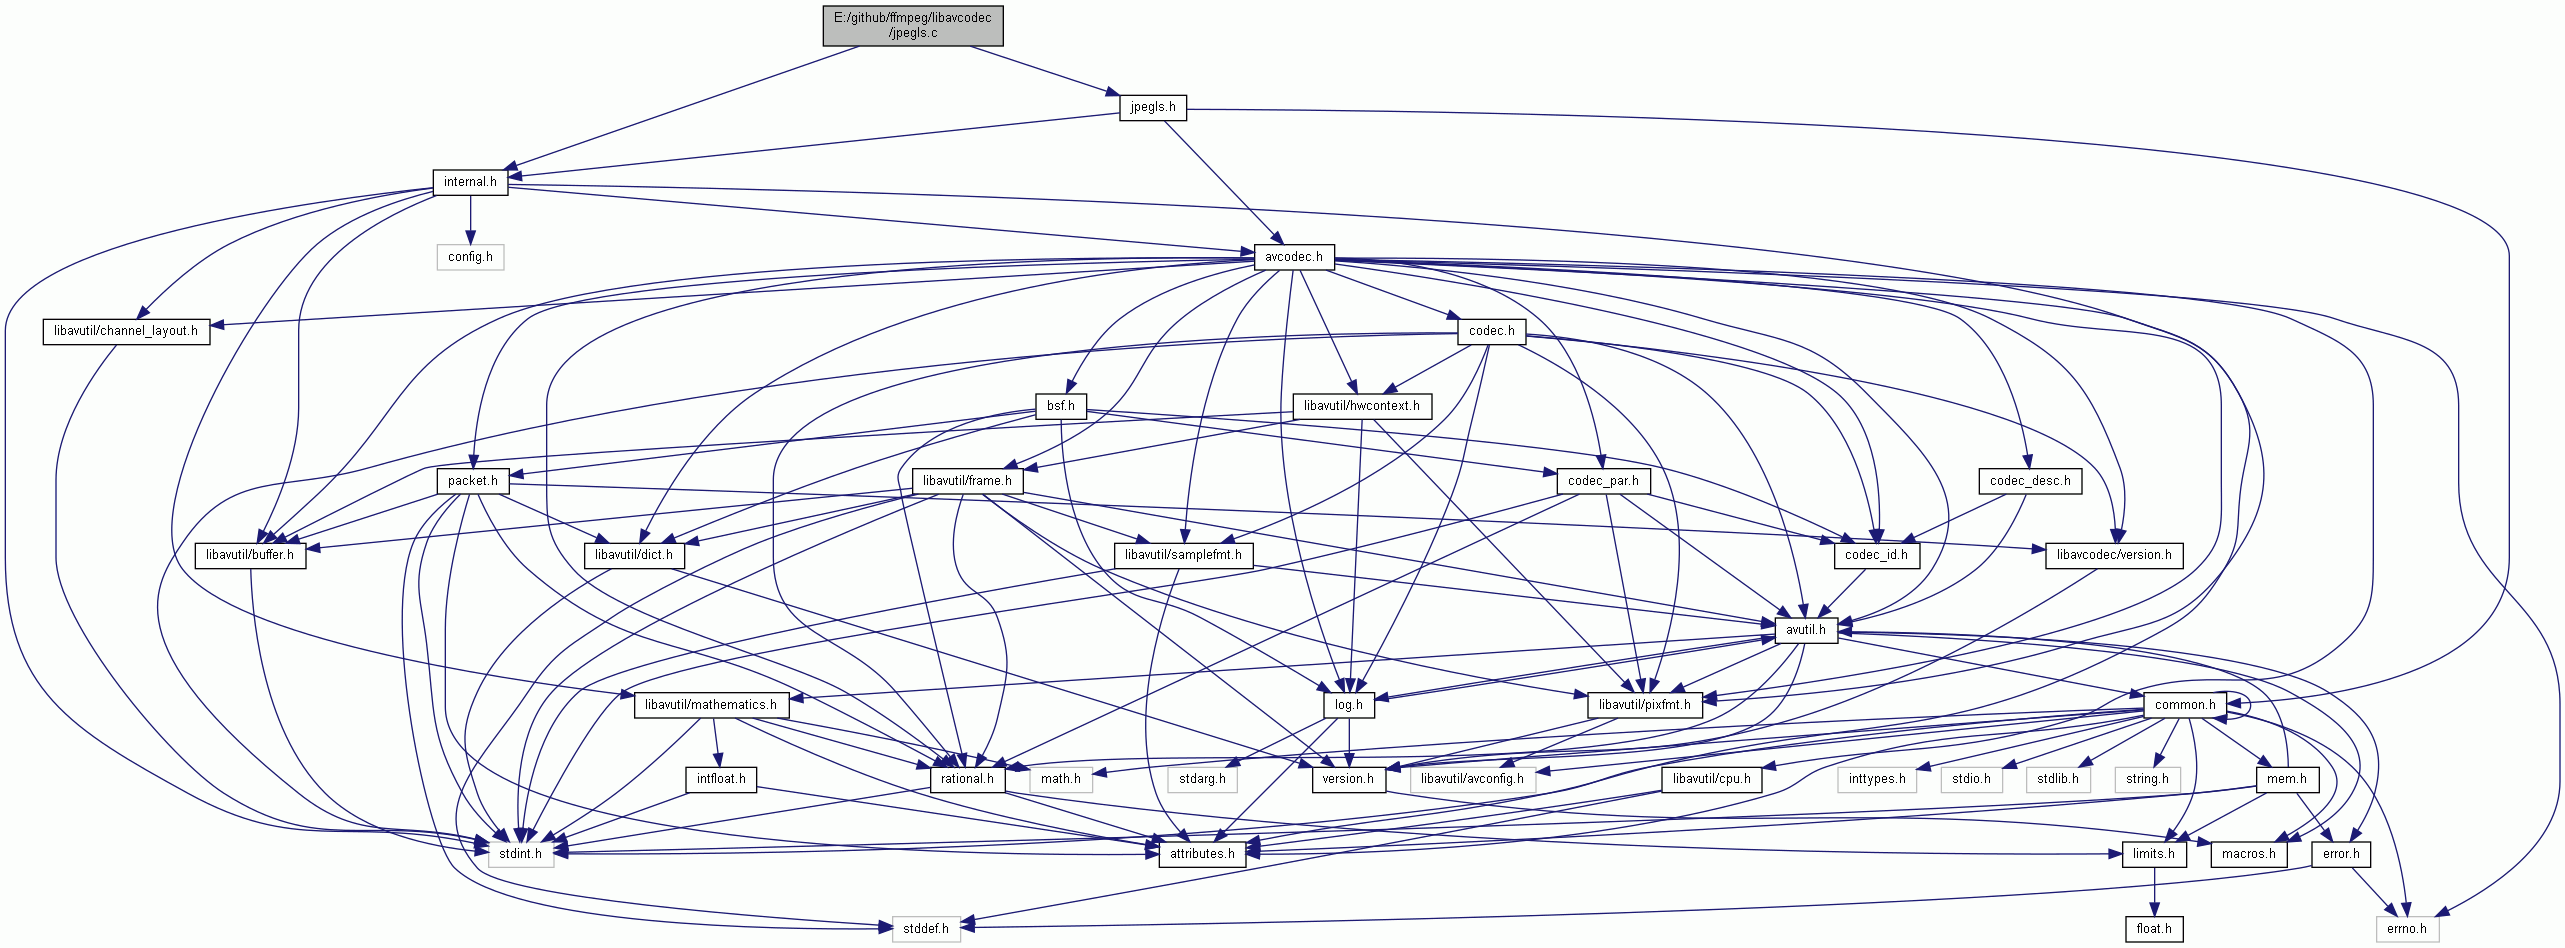 E:/github/ffmpeg/libavcodec
/jpegls.c
jpegls.h
internal.h
config.h
avcodec.h
libavutil/channel_layout.h
codec.h
bsf.h
libavutil/hwcontext.h
packet.h
libavutil/frame.h
codec_par.h
codec_desc.h
libavutil/buffer.h
libavutil/dict.h
libavutil/samplefmt.h
codec_id.h
libavcodec/version.h
avutil.h
libavutil/mathematics.h
log.h
libavutil/pixfmt.h
common.h
intfloat.h
rational.h
math.h
stdarg.h
version.h
libavutil/avconfig.h
libavutil/cpu.h
inttypes.h
stdio.h
stdlib.h
string.h
mem.h
stdint.h
attributes.h
limits.h
macros.h
error.h
stddef.h
float.h
errno.h